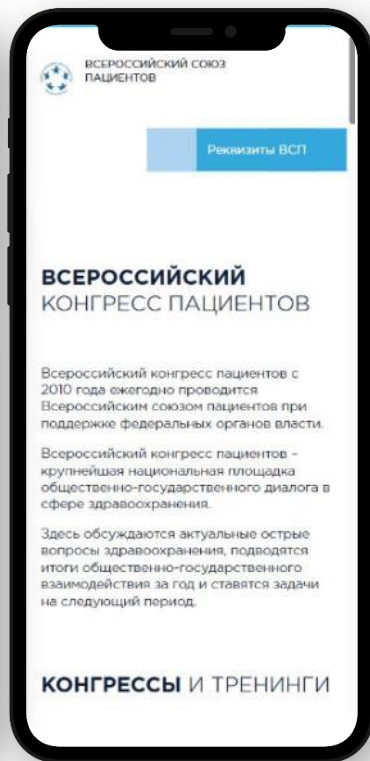 ВСЕРОССИЙСКИЙ СОЮЗ
ПАЦИЕНТОВ
Реквизиты ВСП
ВСЕРОССИЙСКИЙ
КОНГРЕСС ПАЦИЕНТОВ
Всероссийский конгресс пациентов с
2010 года ежегодно проводится
Всероссийским союзом пациентов при
поддержке федеральных органов власти.
Всероссийский конгресс пациентов –
крупнейшая национальная площадка
общественно-государственного диалога в
сфере здравоохранения.
Здесь обсуждаются актуальные острые
вопросы здравоохранения, подводятся
итоги общественно-государственного
взаимодействия за год и ставятся задачи
на следующий период.
КОНГРЕССЫ И ТРЕНИНГИ